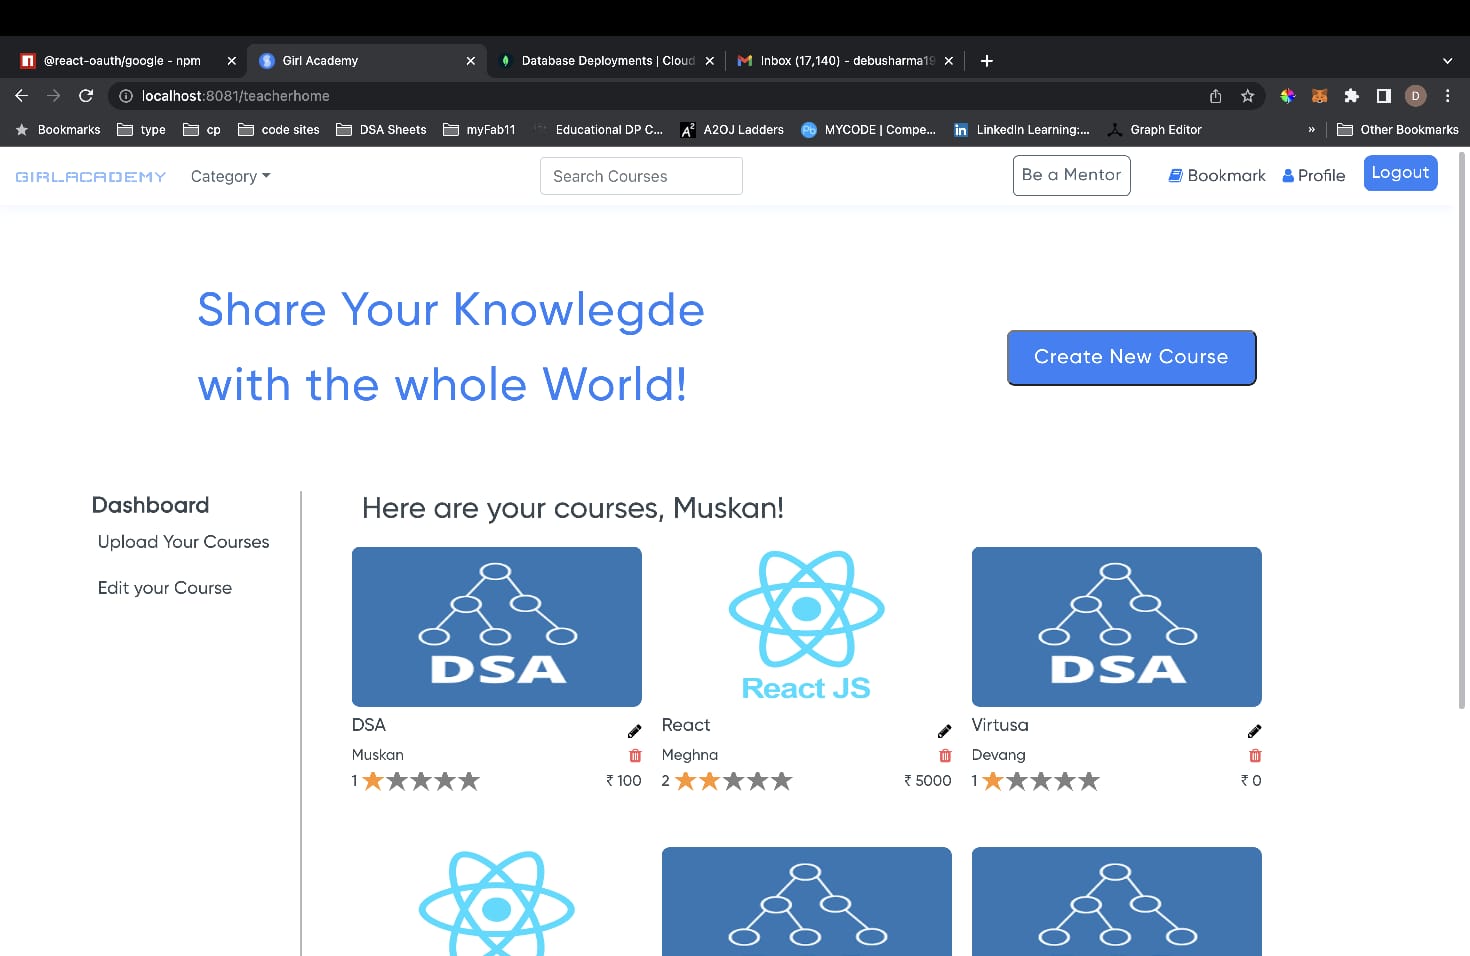 @react-oauth/google - npm
Girl Academy
Database Deployments | Cloud
Inbox (17,140) - debusharma19
localhost:8081/teacherhome
D
Bookmarks
type
cp
code sites
DSA Sheets
myFab11
Educational DP C...
A2OJ Ladders
MYCODE | Compe...
LinkedIn Learning:...
Graph Editor
»
Other Bookmarks
GIRLACADEMY
Category
Search Courses
Be a Mentor
Bookmark
Profile
Logout
Share Your Knowlegde
with the whole World!
Create New Course
Dashboard
Upload Your Courses
Edit your Course
Here are your courses, Muskan!
DSA
React JS
DSA
DSA
Muskan
1
₹ 100
React
Meghna
2
₹ 5000
Virtusa
Devang
1
₹ 0